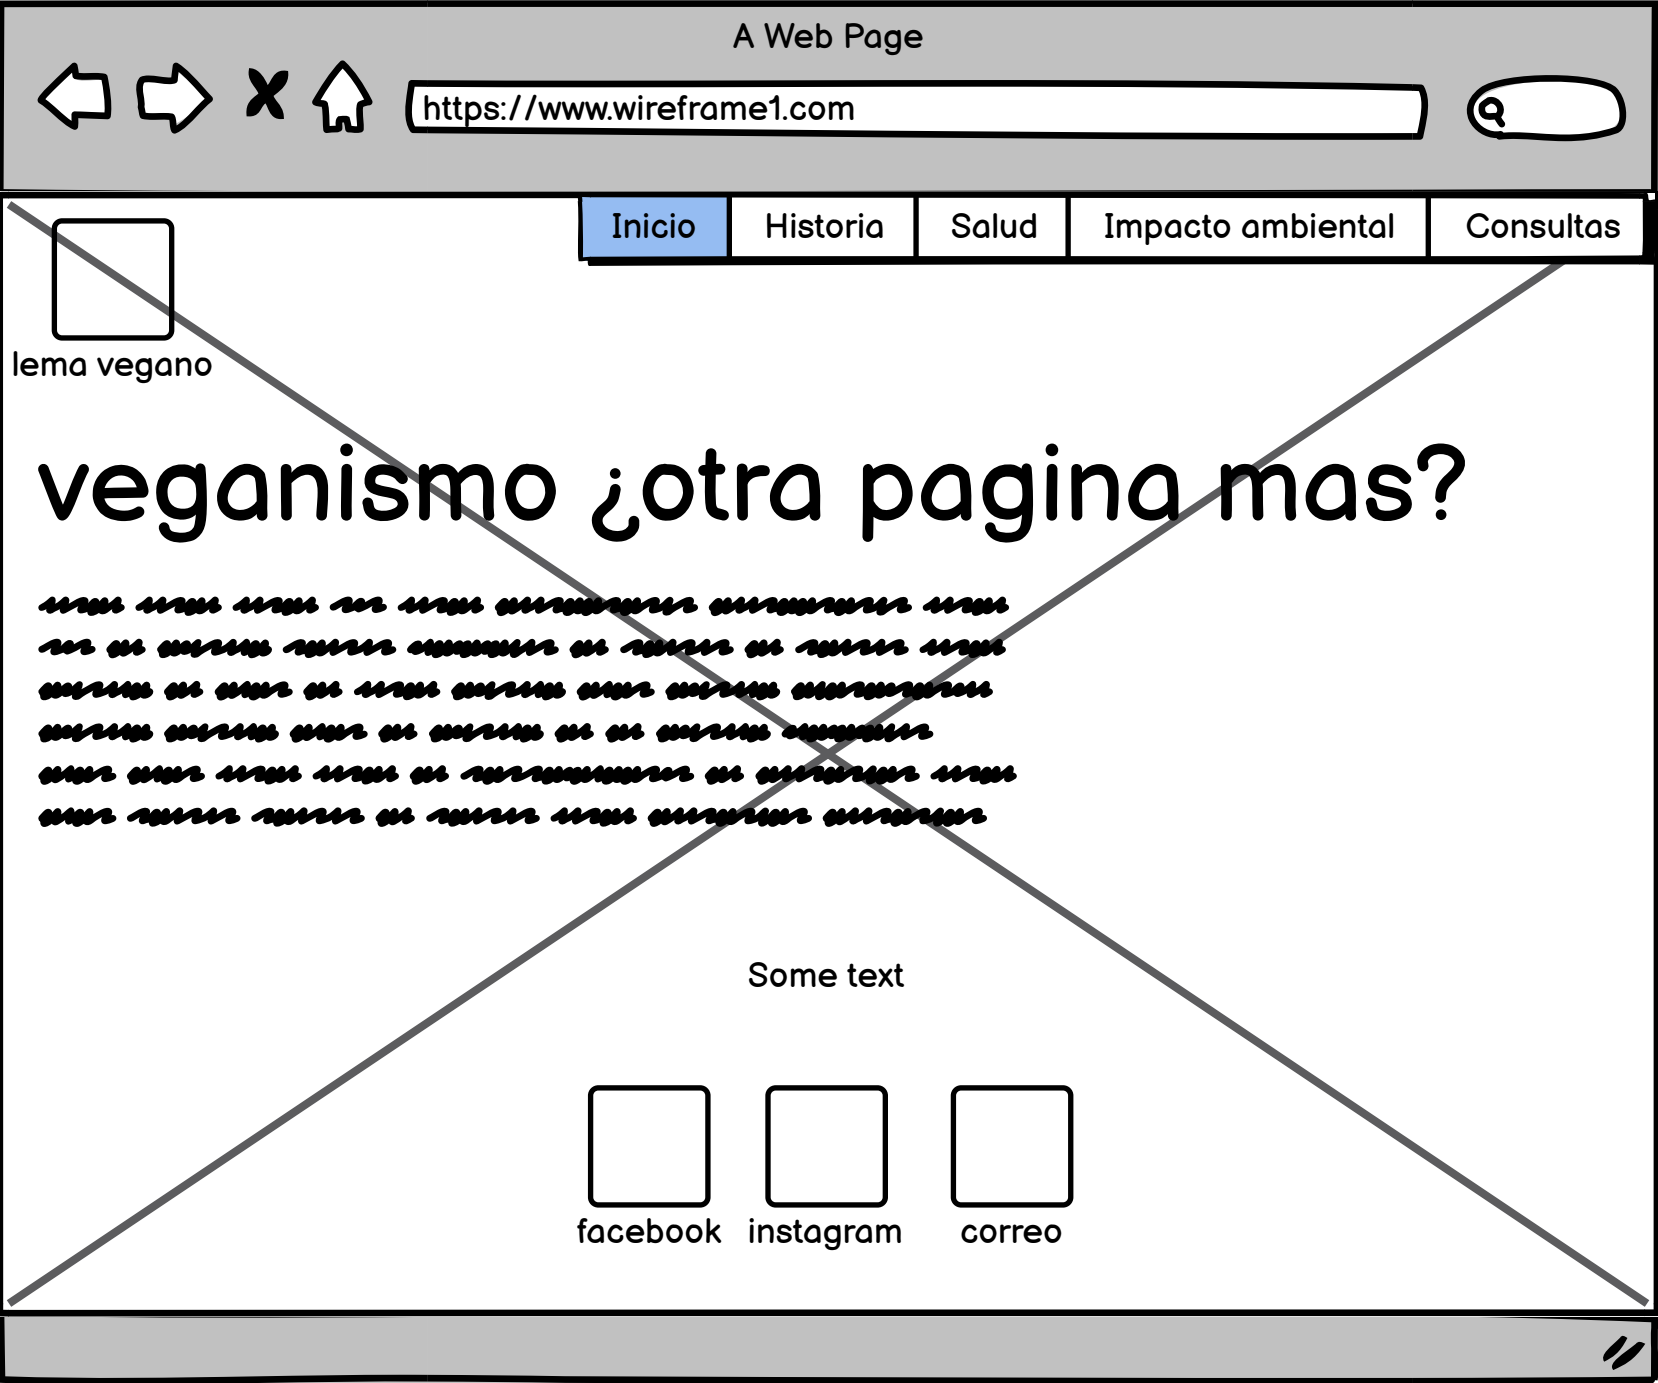 A Web Page
https://www.wireframe1.com
Inicio Historia Salud Impacto ambiental Consultas
lema vegano
veganismo ¿otra pagina mas?
Some text
facebook instagram correo